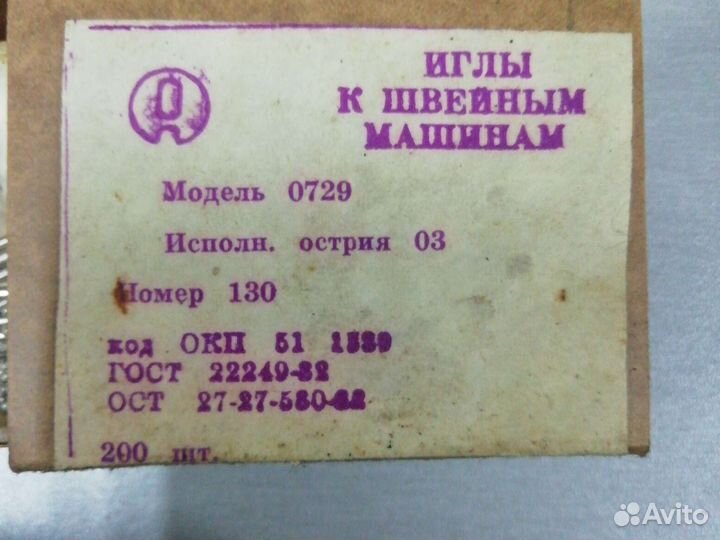 ИГЛЫ
К ШВЕЙНЫМ
МАШИНАМ
Модель 0729
Исполн. острия 03
Номер 130
код ОКП 51 1539
ГОСТ 22249-82
ОСТ 27-27-580-82
200 шт.
Avito